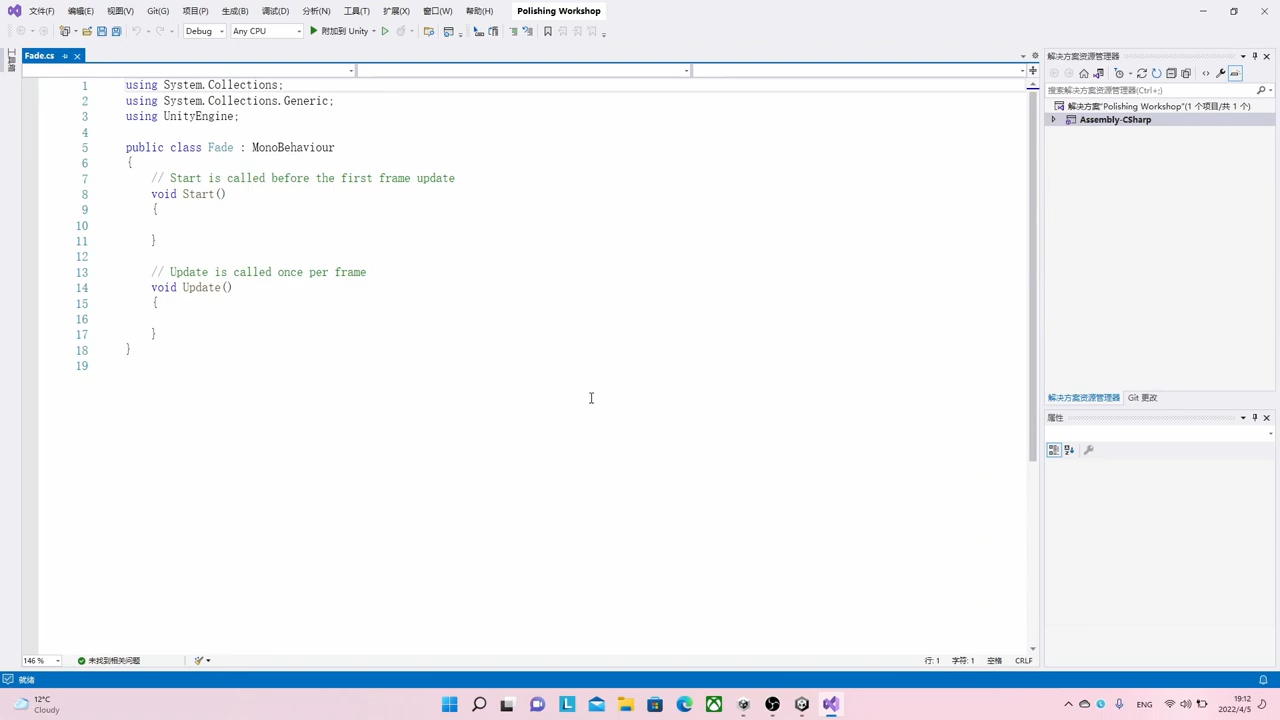 文件(F) 编辑(E) 视图(V) Git(G) 项目(P) 生成(B) 调试(D) 分析(N) 工具(T) 扩展(X) 窗口(W) 帮助(H) Polishing Workshop
Debug Any CPU 附加到 Unity
Fade.cs
1 using System.Collections;
2 using System.Collections.Generic;
3 using UnityEngine;
4
5 public class Fade : MonoBehaviour
6 {
7 // Start is called before the first frame update
8 void Start()
9 {
10
11 }
12
13 // Update is called once per frame
14 void Update()
15 {
16
17 }
18 }
19
146 % 未找到相关问题 行: 1 字符: 1 空格 CRLF
解决方案资源管理器
搜索解决方案资源管理器(Ctrl+;)
解决方案"Polishing Workshop"(1 个项目/共 1 个)
Assembly-CSharp
解决方案资源管理器 Git 更改
属性
就绪
12°C
Cloudy
ENG
19:12
2022/4/5